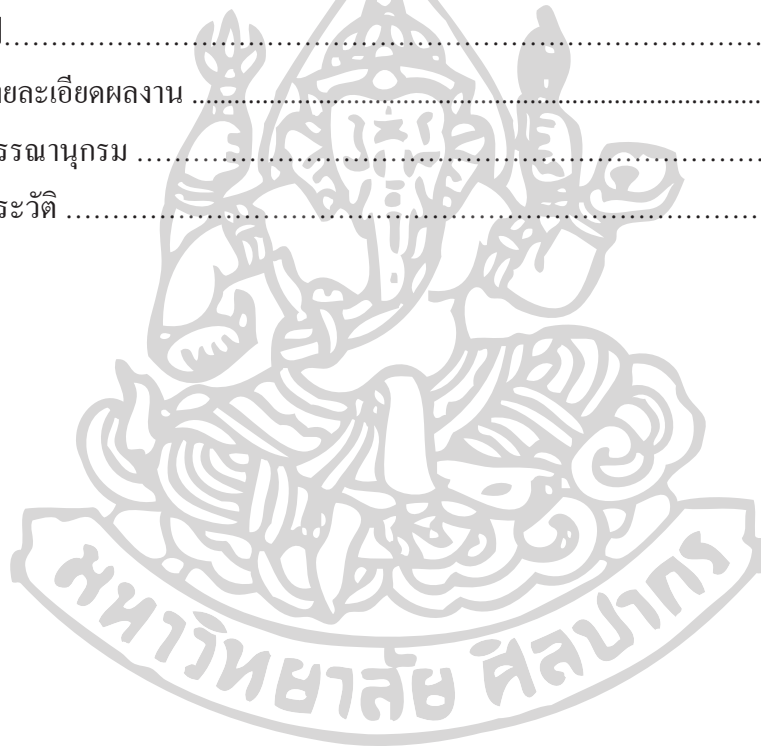 ป....................................................................................
ยละเอียดผลงาน ....................................................................................
รรณานุกรม ....................................................................................
ระวัติ ....................................................................................
มหาวิทยาลัย ศิลปากร